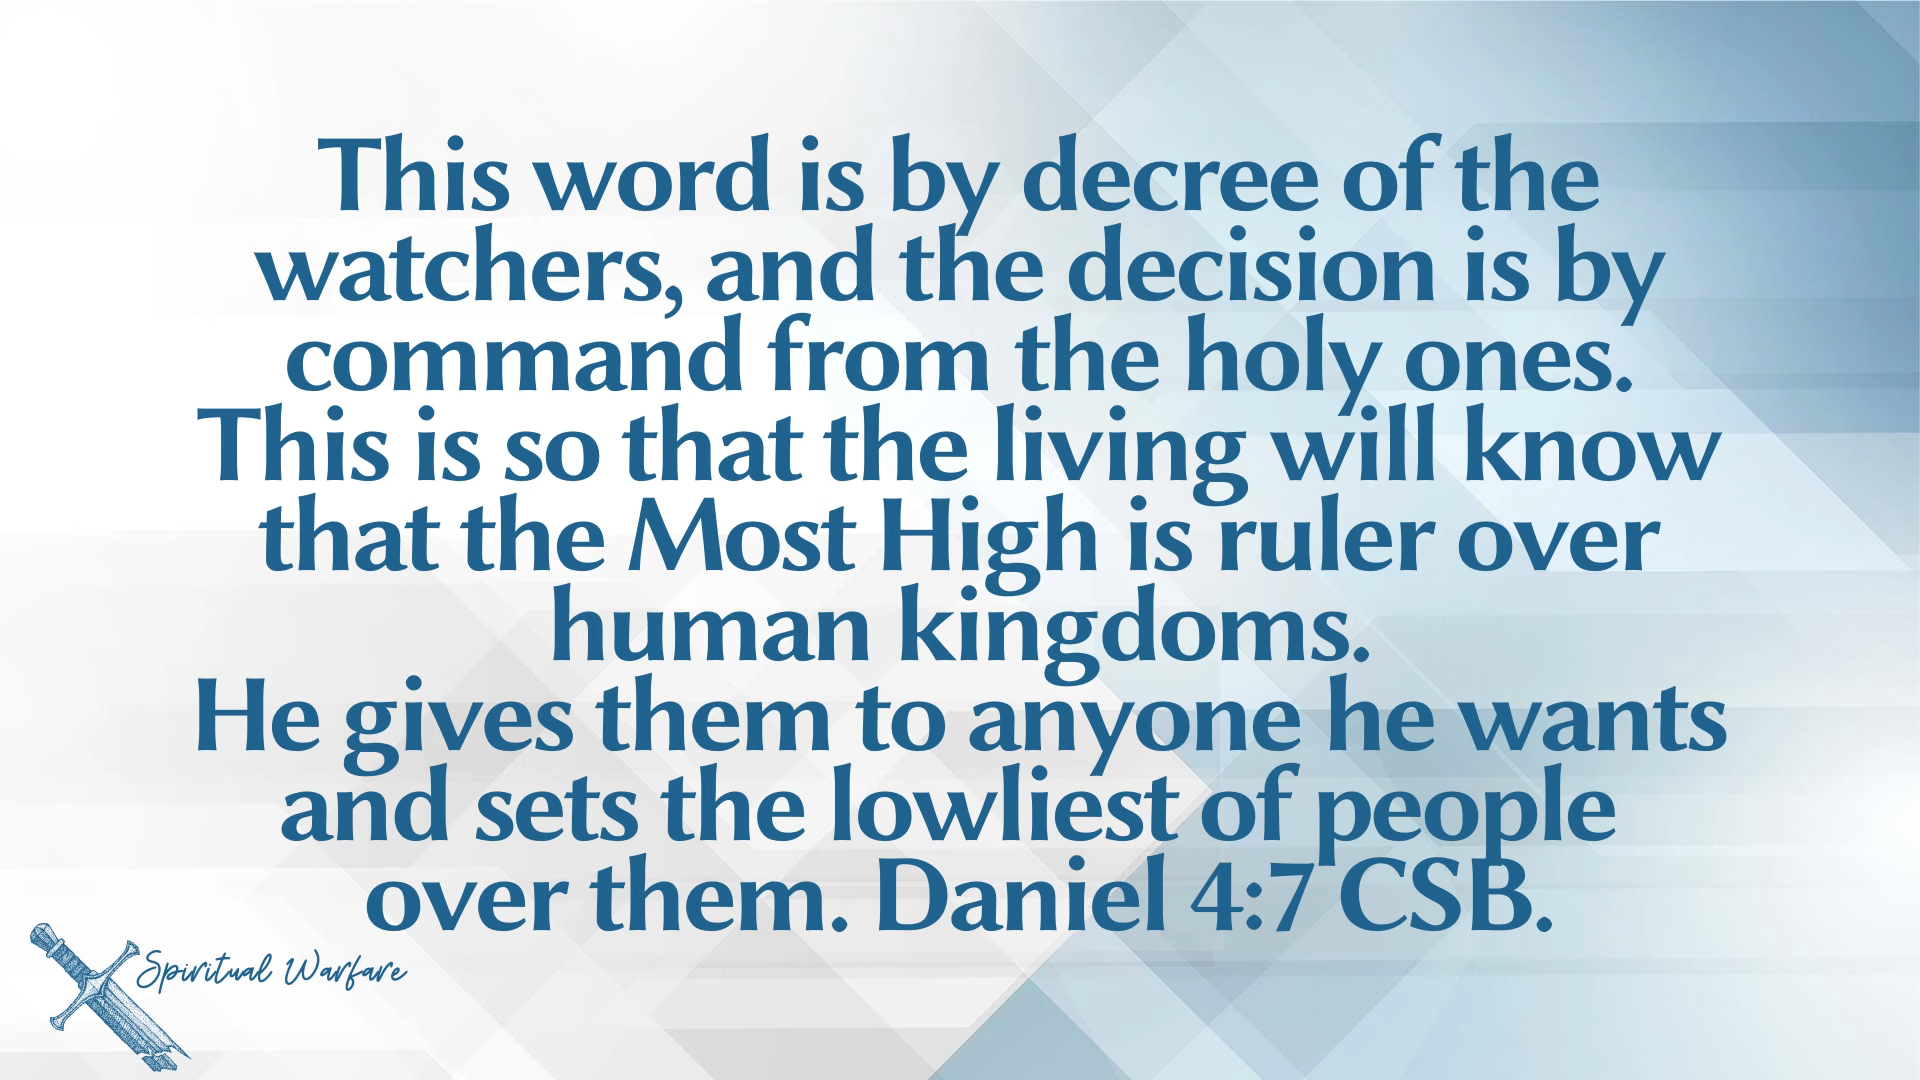 This word is by decree of the
watchers, and the decision is by
command from the holy ones.
This is so that the living will know
that the Most High is ruler over
human kingdoms.
He gives them to anyone he wants
and sets the lowliest of people
over them. Daniel 4:7 CSB.
Spiritual Warfare